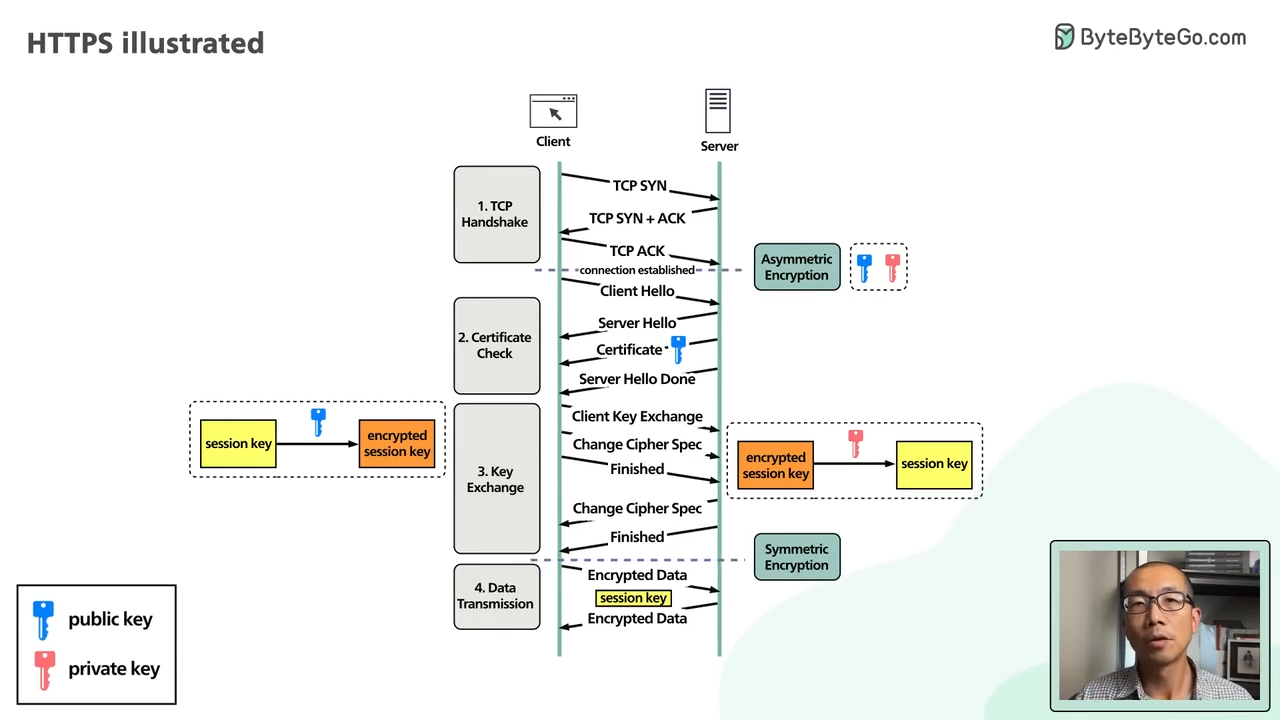 HTTPS illustrated
ByteByteGo.com
Client
Server
1. TCP
Handshake
TCP SYN
TCP SYN + ACK
TCP ACK
connection established
Asymmetric
Encryption
2. Certificate
Check
Client Hello
Server Hello
Certificate
Server Hello Done
3. Key
Exchange
Client Key Exchange
Change Cipher Spec
Finished
Change Cipher Spec
Finished
session key
encrypted
session key
encrypted
session key
session key
Symmetric
Encryption
4. Data
Transmission
Encrypted Data
session key
Encrypted Data
public key
private key